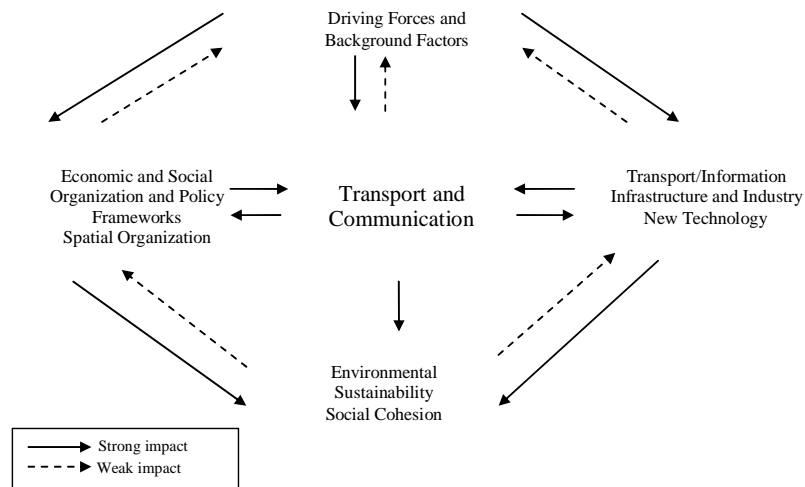 Driving Forces and
Background Factors
Economic and Social
Organization and Policy
Frameworks
Spatial Organization
Transport and
Communication
Transport/Information
Infrastructure and Industry
New Technology
Environmental
Sustainability
Social Cohesion
Strong impact
Weak impact